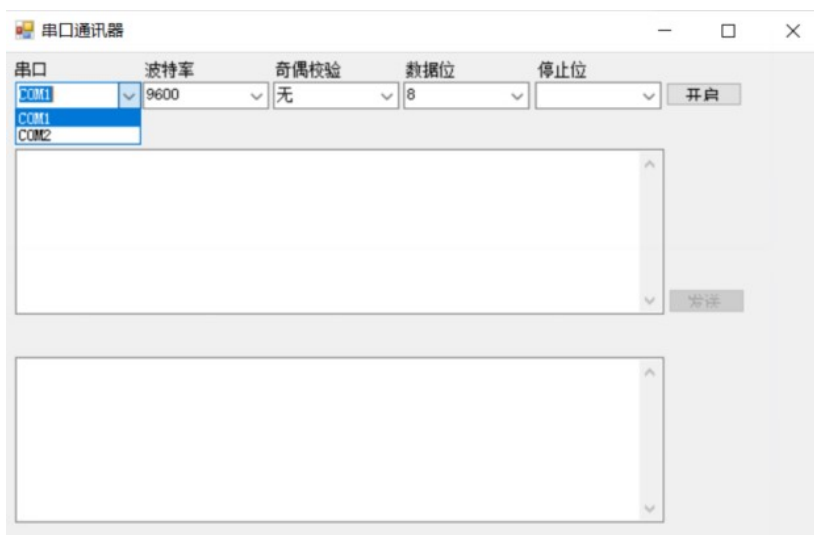 串口通讯器
串口 波特率 奇偶校验 数据位 停止位
COM1 9600 无 8 开启
COM1
COM2
发送